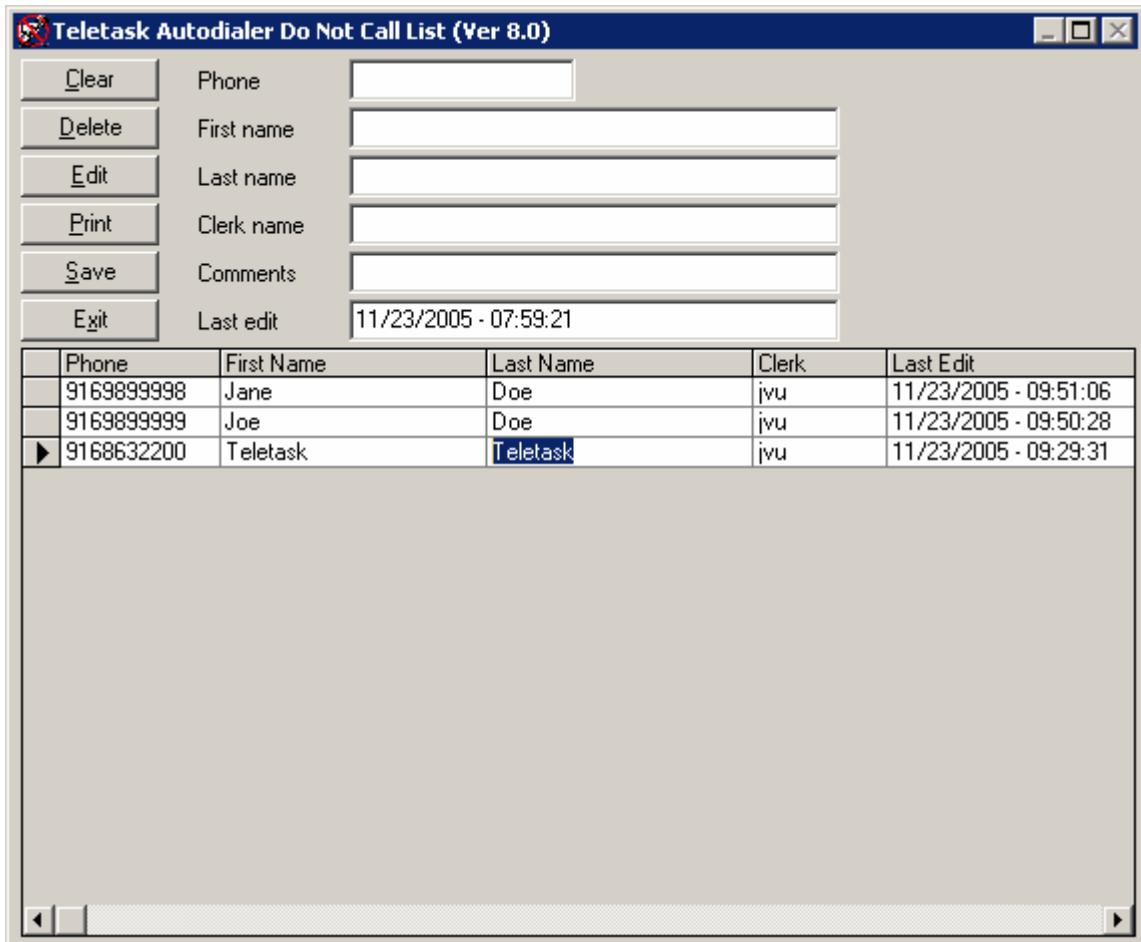 Teletask Autodialer Do Not Call List (Ver 8.0)
Clear Phone
Delete First name
Edit Last name
Print Clerk name
Save Comments
Exit Last edit 11/23/2005 - 07:59:21
Phone First Name Last Name Clerk Last Edit
9169899998 Jane Doe jvu 11/23/2005 - 09:51:06
9169899999 Joe Doe jvu 11/23/2005 - 09:50:28
9168632200 Teletask Teletask jvu 11/23/2005 - 09:29:31